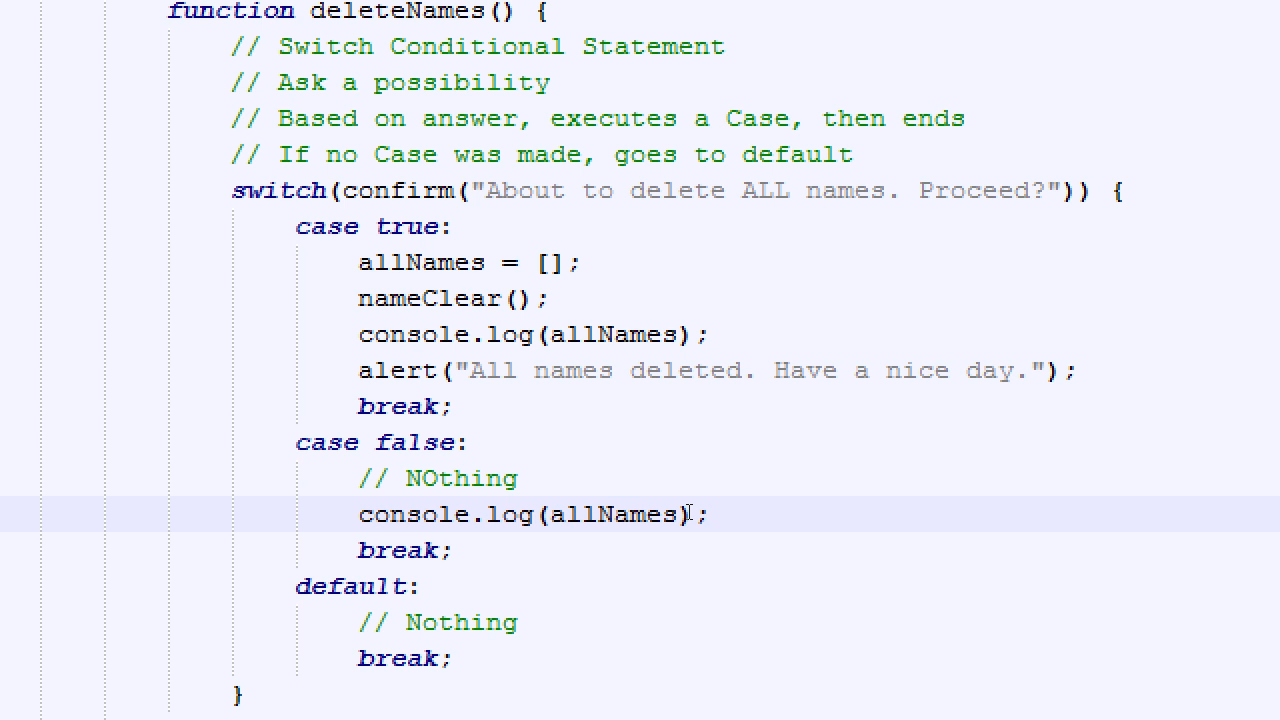 function deleteNames() {
// Switch Conditional Statement
// Ask a possibility
// Based on answer, executes a Case, then ends
// If no Case was made, goes to default
switch(confirm("About to delete ALL names. Proceed?")) {
case true:
allNames = [];
nameClear();
console.log(allNames);
alert("All names deleted. Have a nice day.");
break;
case false:
// NOthing
console.log(allNames);
break;
default:
// Nothing
break;
}